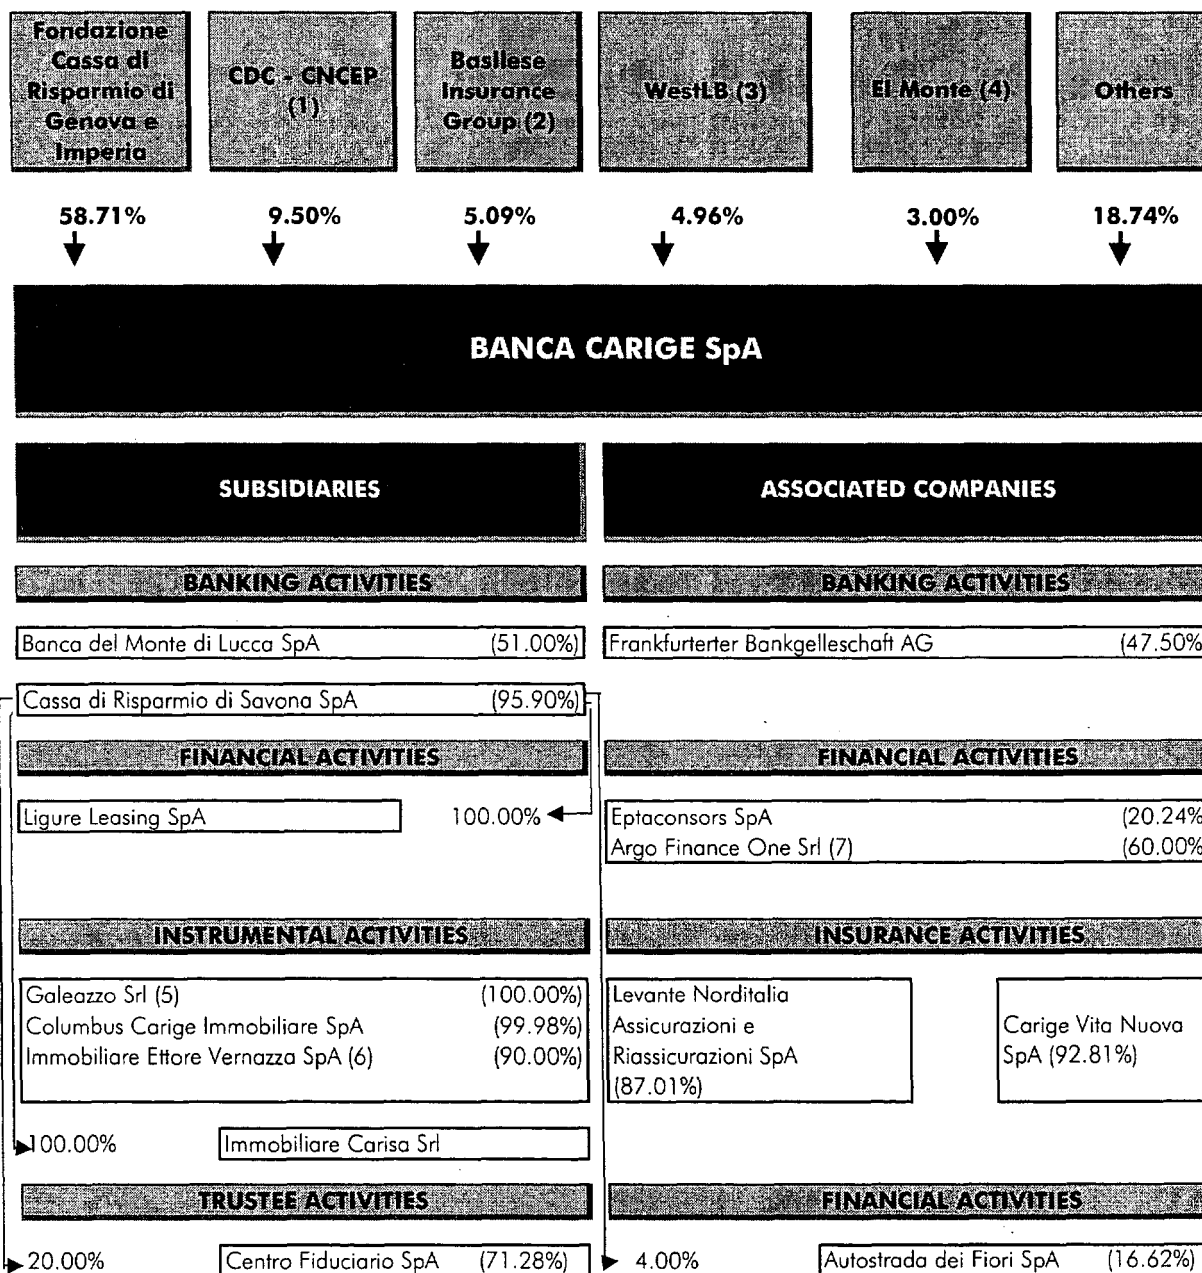 Fondazione
Cassa di
Risparmio di
Genova e
Imperia
CDC - CNCEP
(1)
Basilese
Insurance
Group (2)
WestLB (3)
El Monte (4)
Others
58.71%
9.50%
5.09%
4.96%
3.00%
18.74%
BANCA CARIGE SpA
SUBSIDIARIES
ASSOCIATED COMPANIES
BANKING ACTIVITIES
BANKING ACTIVITIES
Banca del Monte di Lucca SpA (51.00%)
Frankfurterter Bankgelleschaft AG (47.50%
Cassa di Risparmio di Savona SpA (95.90%)
FINANCIAL ACTIVITIES
FINANCIAL ACTIVITIES
Ligure Leasing SpA 100.00%
Eptaconsors SpA (20.24%
Argo Finance One Srl (7) (60.00%
INSTRUMENTAL ACTIVITIES
INSURANCE ACTIVITIES
Galeazzo Srl (5) (100.00%)
Columbus Carige Immobiliare SpA (99.98%)
Immobiliare Ettore Vernazza SpA (6) (90.00%)
Levante Norditalia
Assicurazioni e
Riassicurazioni SpA
(87.01%)
Carige Vita Nuova
SpA (92.81%)
100.00% Immobiliare Carisa Srl
TRUSTEE ACTIVITIES
FINANCIAL ACTIVITIES
20.00% Centro Fiduciario SpA (71.28%)
4.00% Autostrada dei Fiori SpA (16.62%)